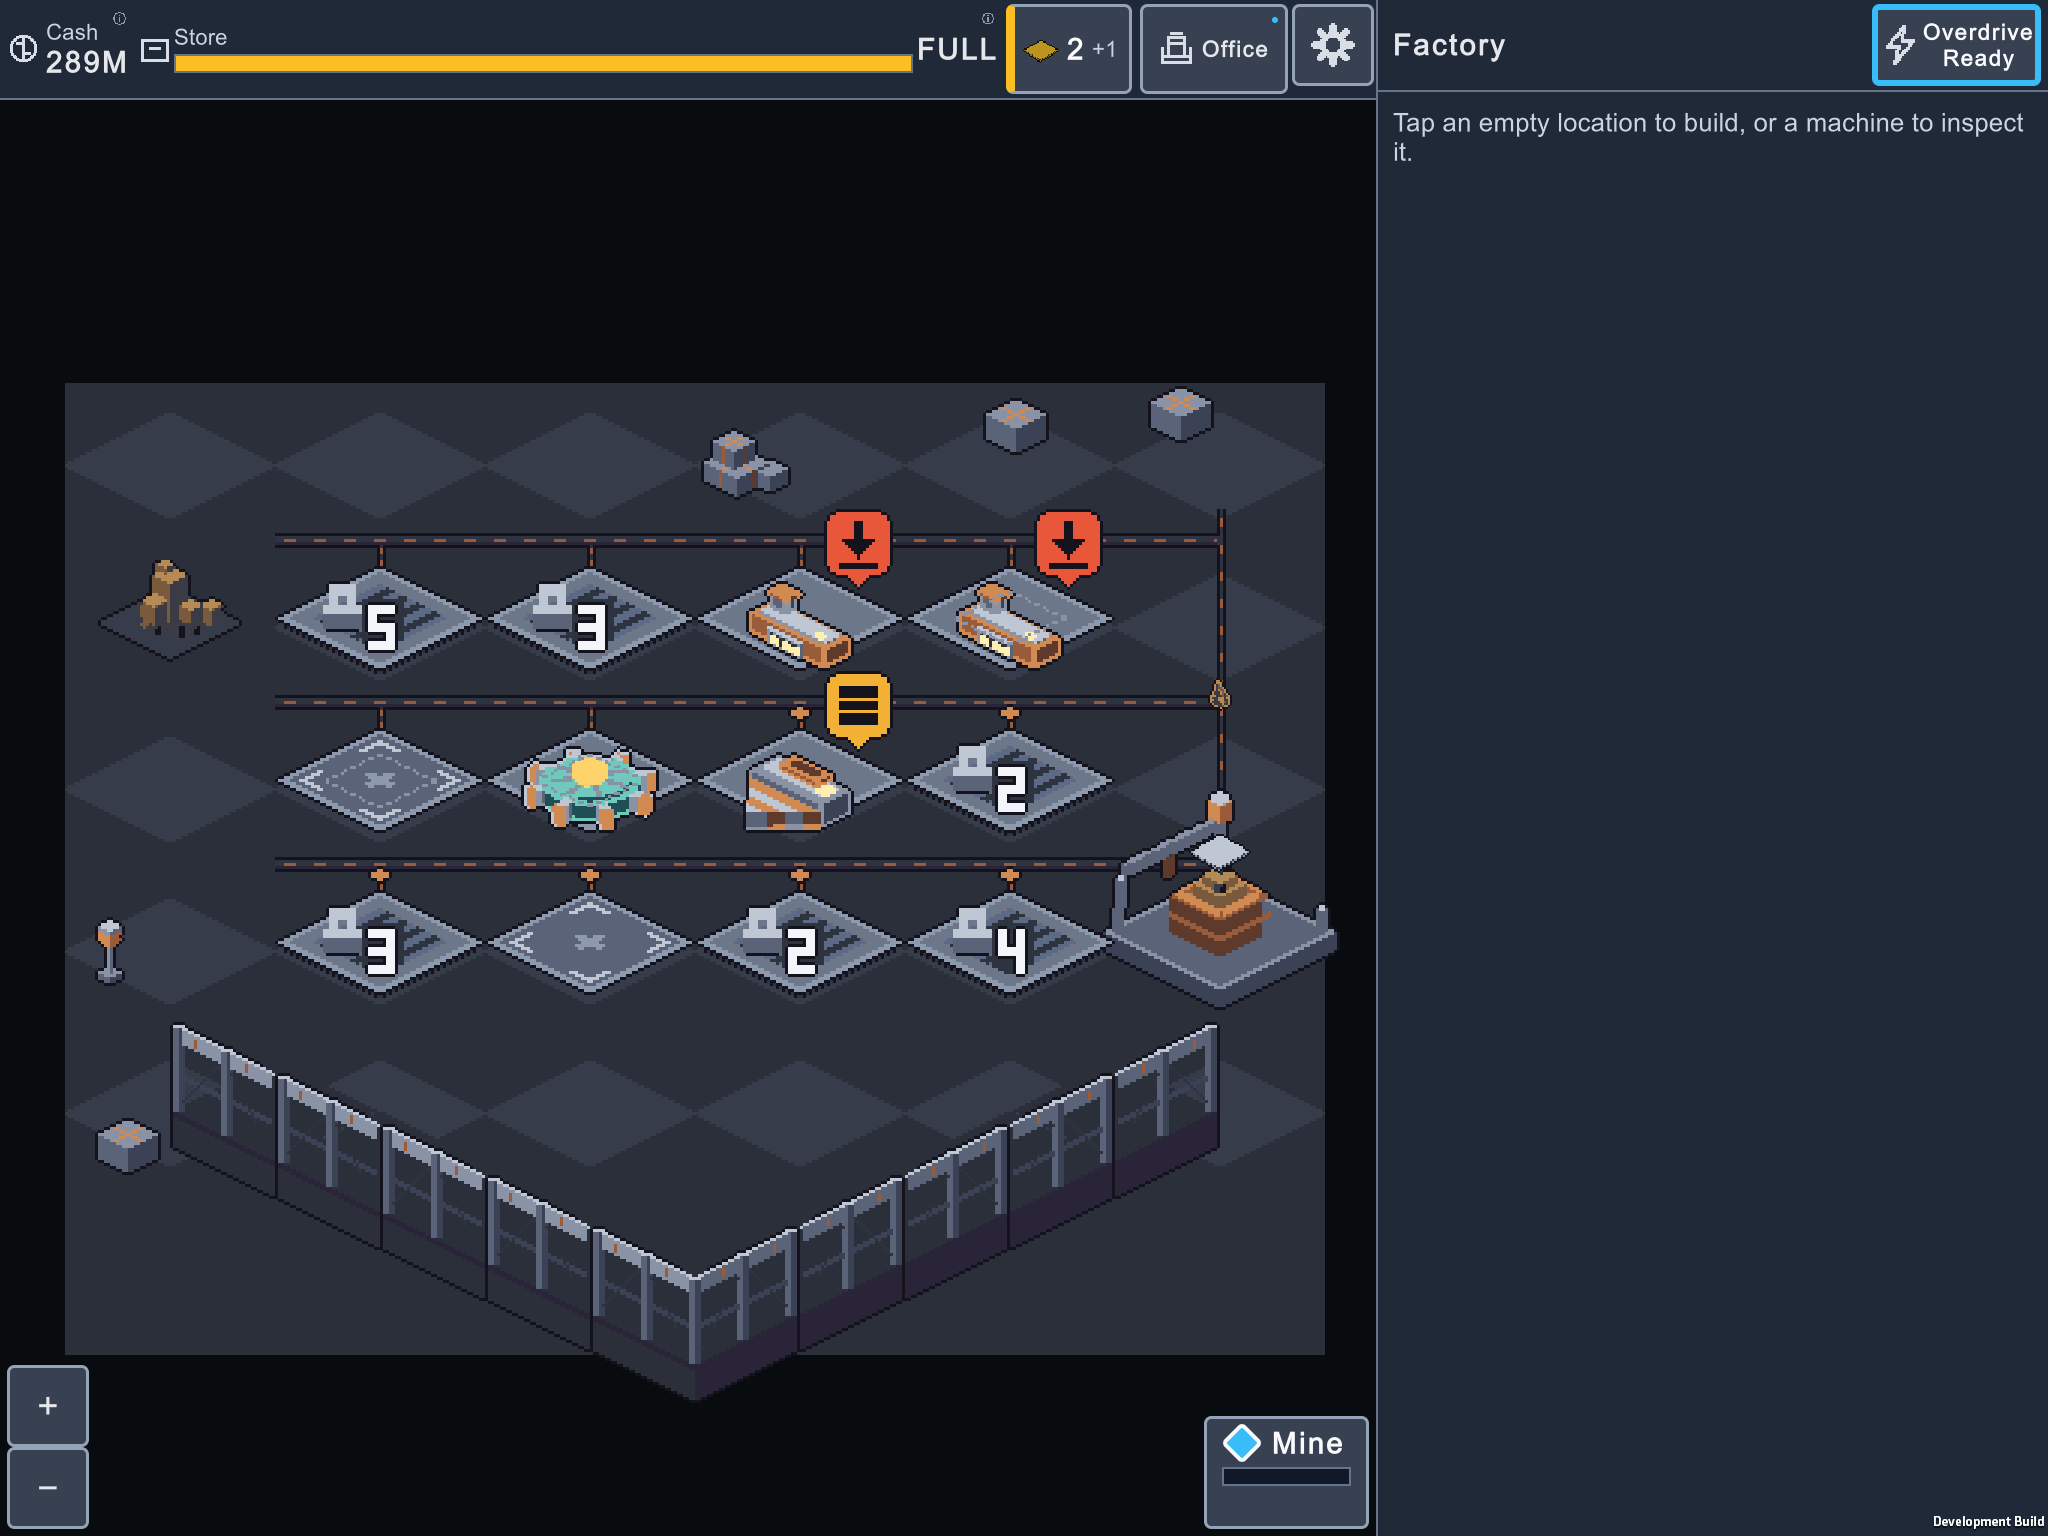 Cash
289M
Store
FULL
2 +1
Office
Factory
Overdrive
Ready
Tap an empty location to build, or a machine to inspect
it.
5
3
2
3
2
4
+
−
Mine
Development Build